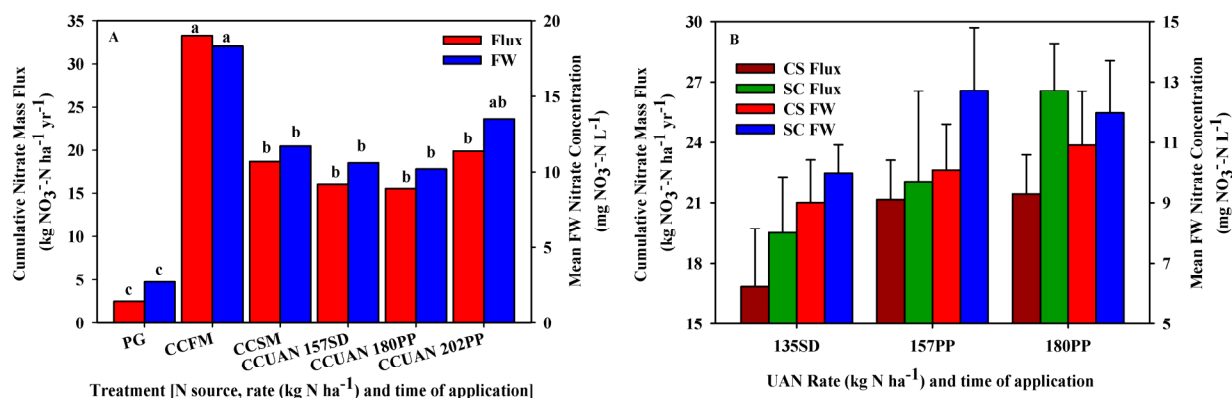 A
Flux
FW
Cumulative Nitrate Mass Flux
(kg NO3⁻-N ha⁻¹ yr⁻¹)
35
30
25
20
15
10
5
0
c
c
a
a
b
b
b
b
b
b
b
ab
20
15
10
5
0
Mean FW Nitrate Concentration
(mg NO3⁻-N L⁻¹)
PG
CCFM
CCSM
CCUAN 157SD
CCUAN 180PP
CCUAN 202PP
Treatment [N source, rate (kg N ha⁻¹) and time of application]
B
CS Flux
SC Flux
CS FW
SC FW
Cumulative Nitrate Mass Flux
(kg NO3⁻-N ha⁻¹ yr⁻¹)
30
27
24
21
18
15
15
13
11
9
7
5
Mean FW Nitrate Concentration
(mg NO3⁻-N L⁻¹)
135SD
157PP
180PP
UAN Rate (kg N ha⁻¹) and time of application